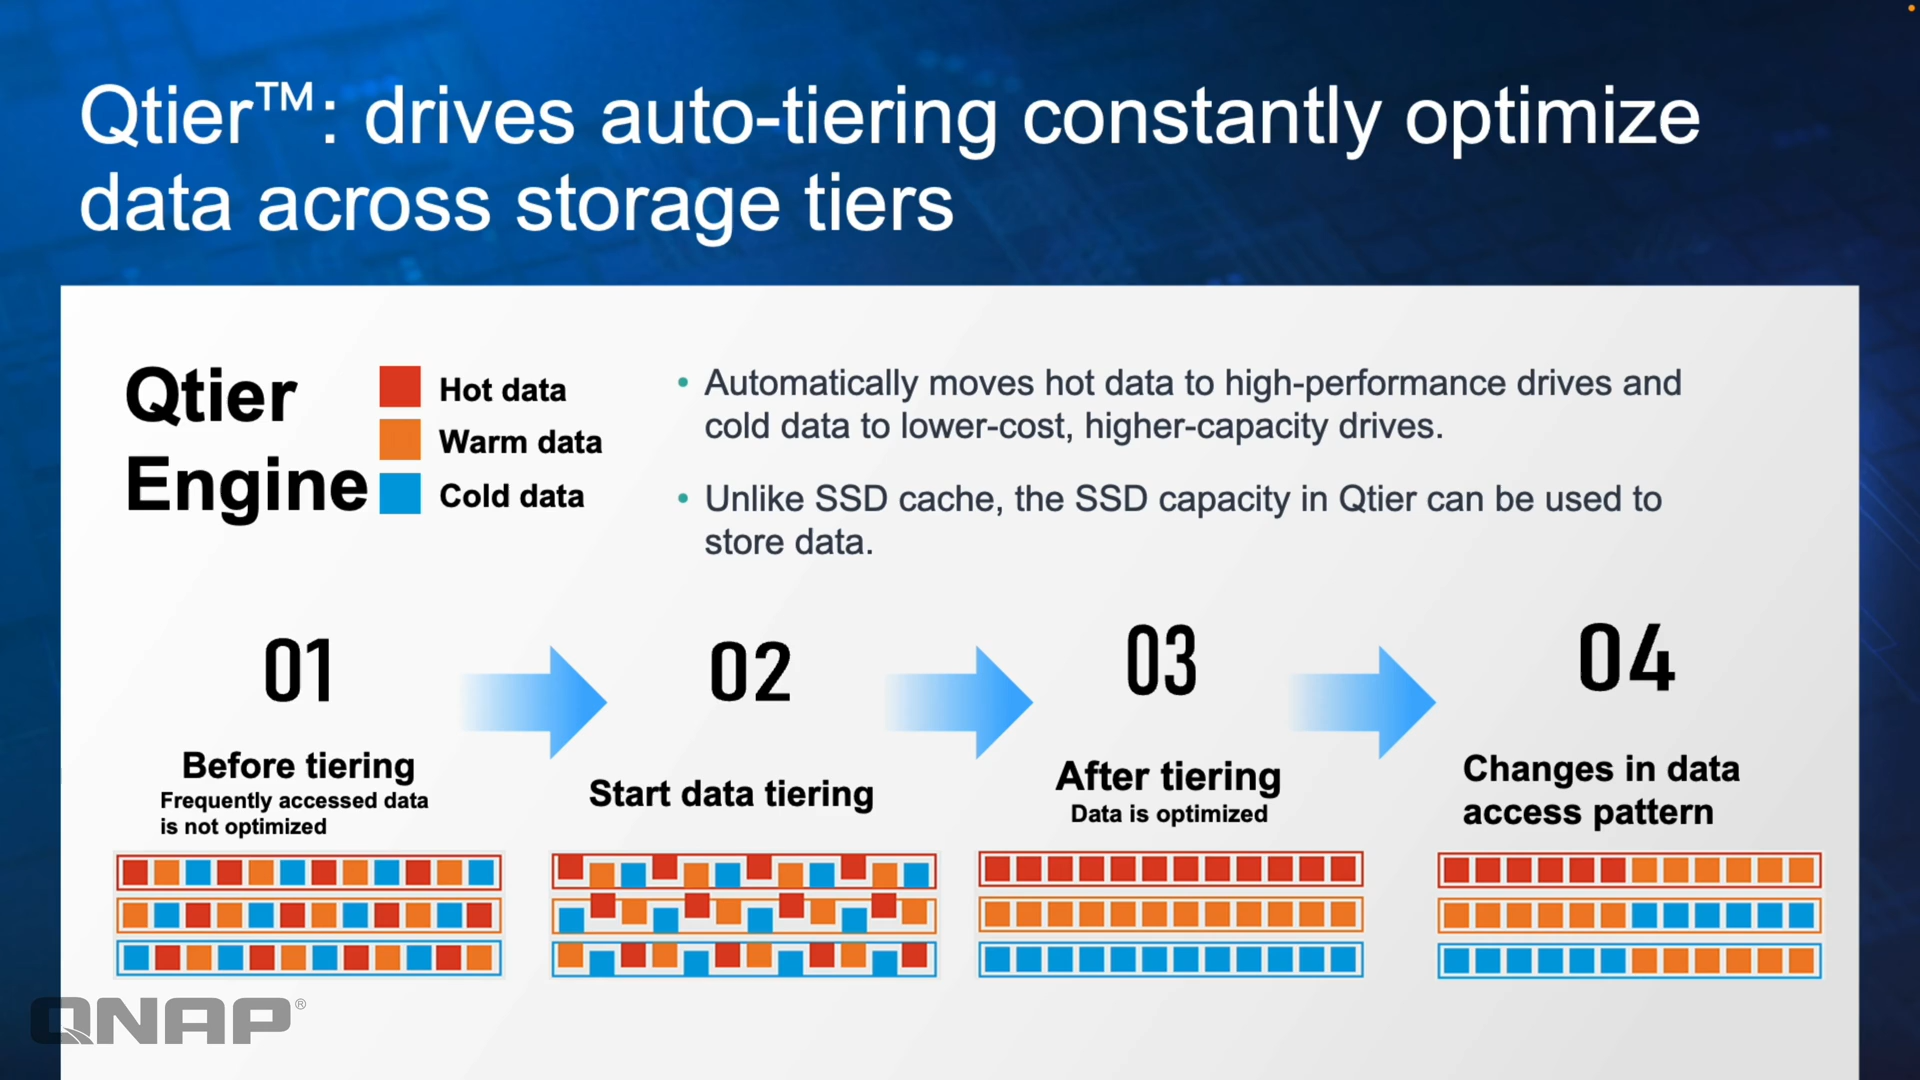 Qtier™: drives auto-tiering constantly optimize
data across storage tiers
Qtier
Engine
Hot data
Warm data
Cold data
• Automatically moves hot data to high-performance drives and
cold data to lower-cost, higher-capacity drives.
• Unlike SSD cache, the SSD capacity in Qtier can be used to
store data.
01
Before tiering
Frequently accessed data
is not optimized
02
Start data tiering
03
After tiering
Data is optimized
04
Changes in data
access pattern
QNAP®